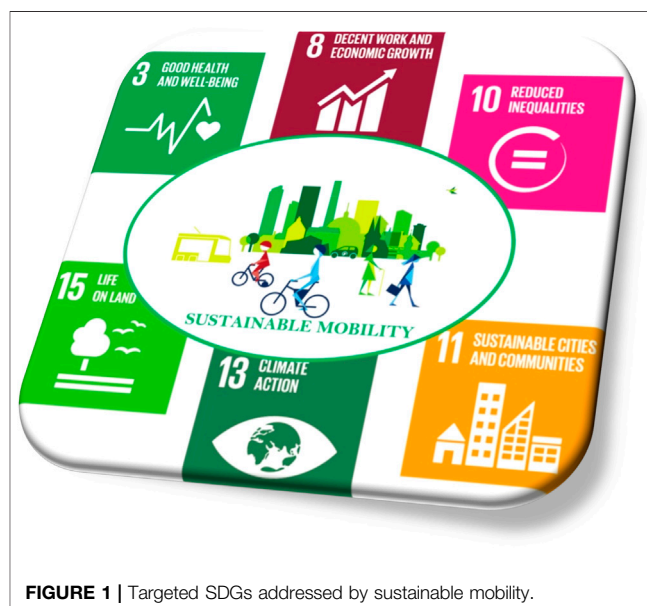 8 DECENT WORK AND
ECONOMIC GROWTH
3 GOOD HEALTH
AND WELL-BEING
10 REDUCED
INEQUALITIES
SUSTAINABLE MOBILITY
15 LIFE
ON LAND
13 CLIMATE
ACTION
11 SUSTAINABLE CITIES
AND COMMUNITIES
FIGURE 1 | Targeted SDGs addressed by sustainable mobility.